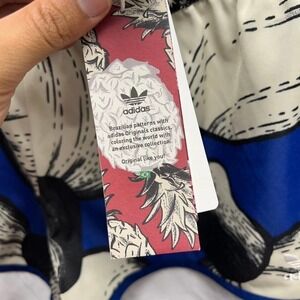 adidas
Brazilian patterns with
adidas Originals classics,
coloring the world with
an exclusive collection.
Original like you!